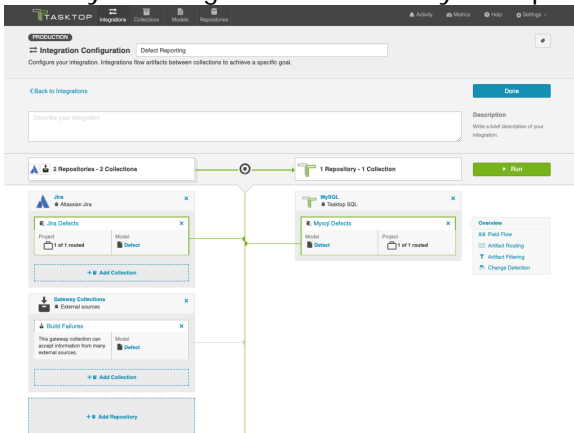 TASKTOP
Integrations
Collections
Models
Repositories
Activity
Metrics
Help
Settings
PRODUCTION
Integration Configuration
Defect Reporting
Configure your integration. Integrations flow artifacts between collections to achieve a specific goal.
Back to Integrations
Done
Describe your integration
Description
Write a brief description of your
integration.
2 Repositories - 2 Collections
1 Repository - 1 Collection
Run
Jira
Atlassian Jira
Jira Defects
Project
1 of 1 routed
Model
Defect
+ Add Collection
Gateway Collections
External sources
Build Failures
This gateway collection can
accept information from many
external sources.
Model
Defect
+ Add Collection
+ Add Repository
MySQL
Tasktop SQL
Mysql Defects
Model
Defect
Project
1 of 1 routed
Overview
Field Flow
Artifact Routing
Artifact Filtering
Change Detection